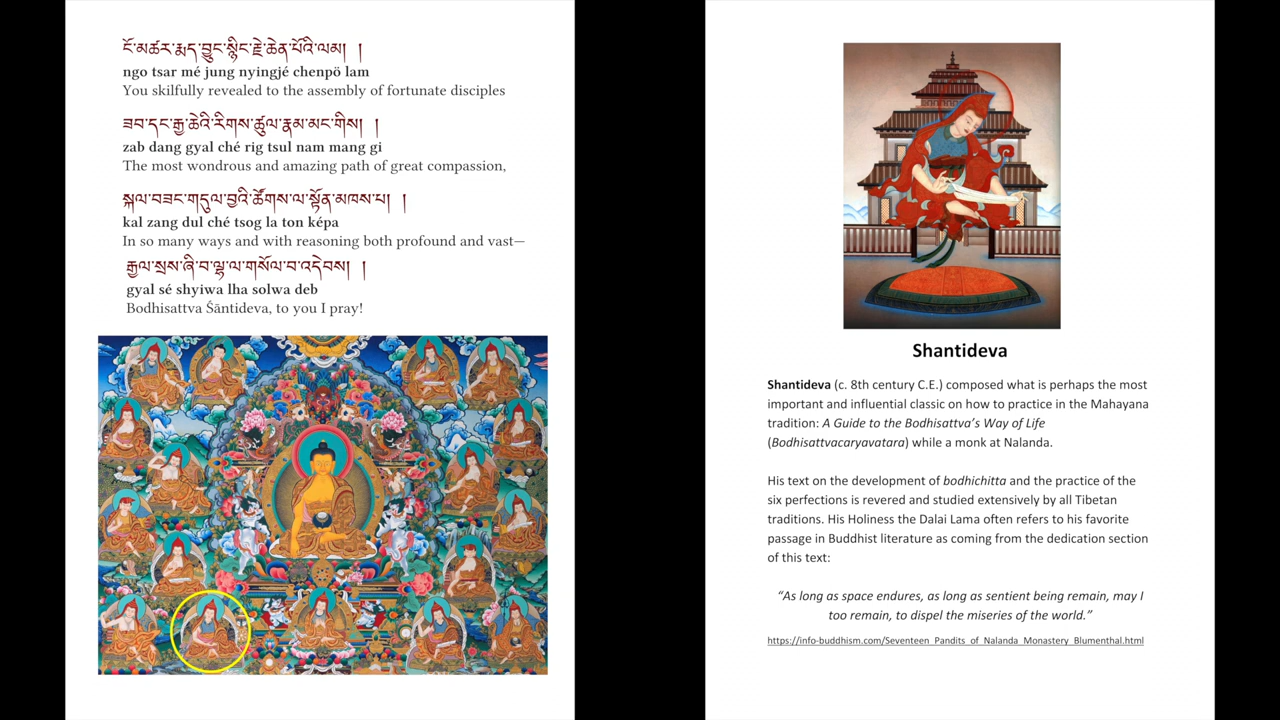 ངོ་མཚར་རྨད་བྱུང་སྙིང་རྗེ་ཆེན་པོའི་ལམ། །
ngo tsar mé jung nyingjé chenpö lam
You skilfully revealed to the assembly of fortunate disciples
ཟབ་དང་རྒྱ་ཆེའི་རིགས་ཚུལ་རྣམ་མང་གིས། །
zab dang gyal ché rig tsul nam mang gi
The most wondrous and amazing path of great compassion,
སྐལ་བཟང་གདུལ་བྱའི་ཚོགས་ལ་སྟོན་མཁས་པ། །
kal zang dul ché tsog la tonképa
In so many ways and with reasoning both profound and vast—
རྒྱལ་སྲས་ཞི་བ་ལྷ་ལ་གསོལ་བ་འདེབས། །
gyal sé shyiwa lha solwa deb
Bodhisattva Śāntideva, to you I pray!
Shantideva
Shantideva (c. 8th century C.E.) composed what is perhaps the most
important and influential classic on how to practice in the Mahayana
tradition: A Guide to the Bodhisattva’s Way of Life
(Bodhisattvacaryavatara) while a monk at Nalanda.
His text on the development of bodhichitta and the practice of the
six perfections is revered and studied extensively by all Tibetan
traditions. His Holiness the Dalai Lama often refers to his favorite
passage in Buddhist literature as coming from the dedication section
of this text:
“As long as space endures, as long as sentient being remain, may I
too remain, to dispel the miseries of the world.”
https://info-buddhism.com/Seventeen_Pandits_of_Nalanda_Monastery_Blumenthal.html